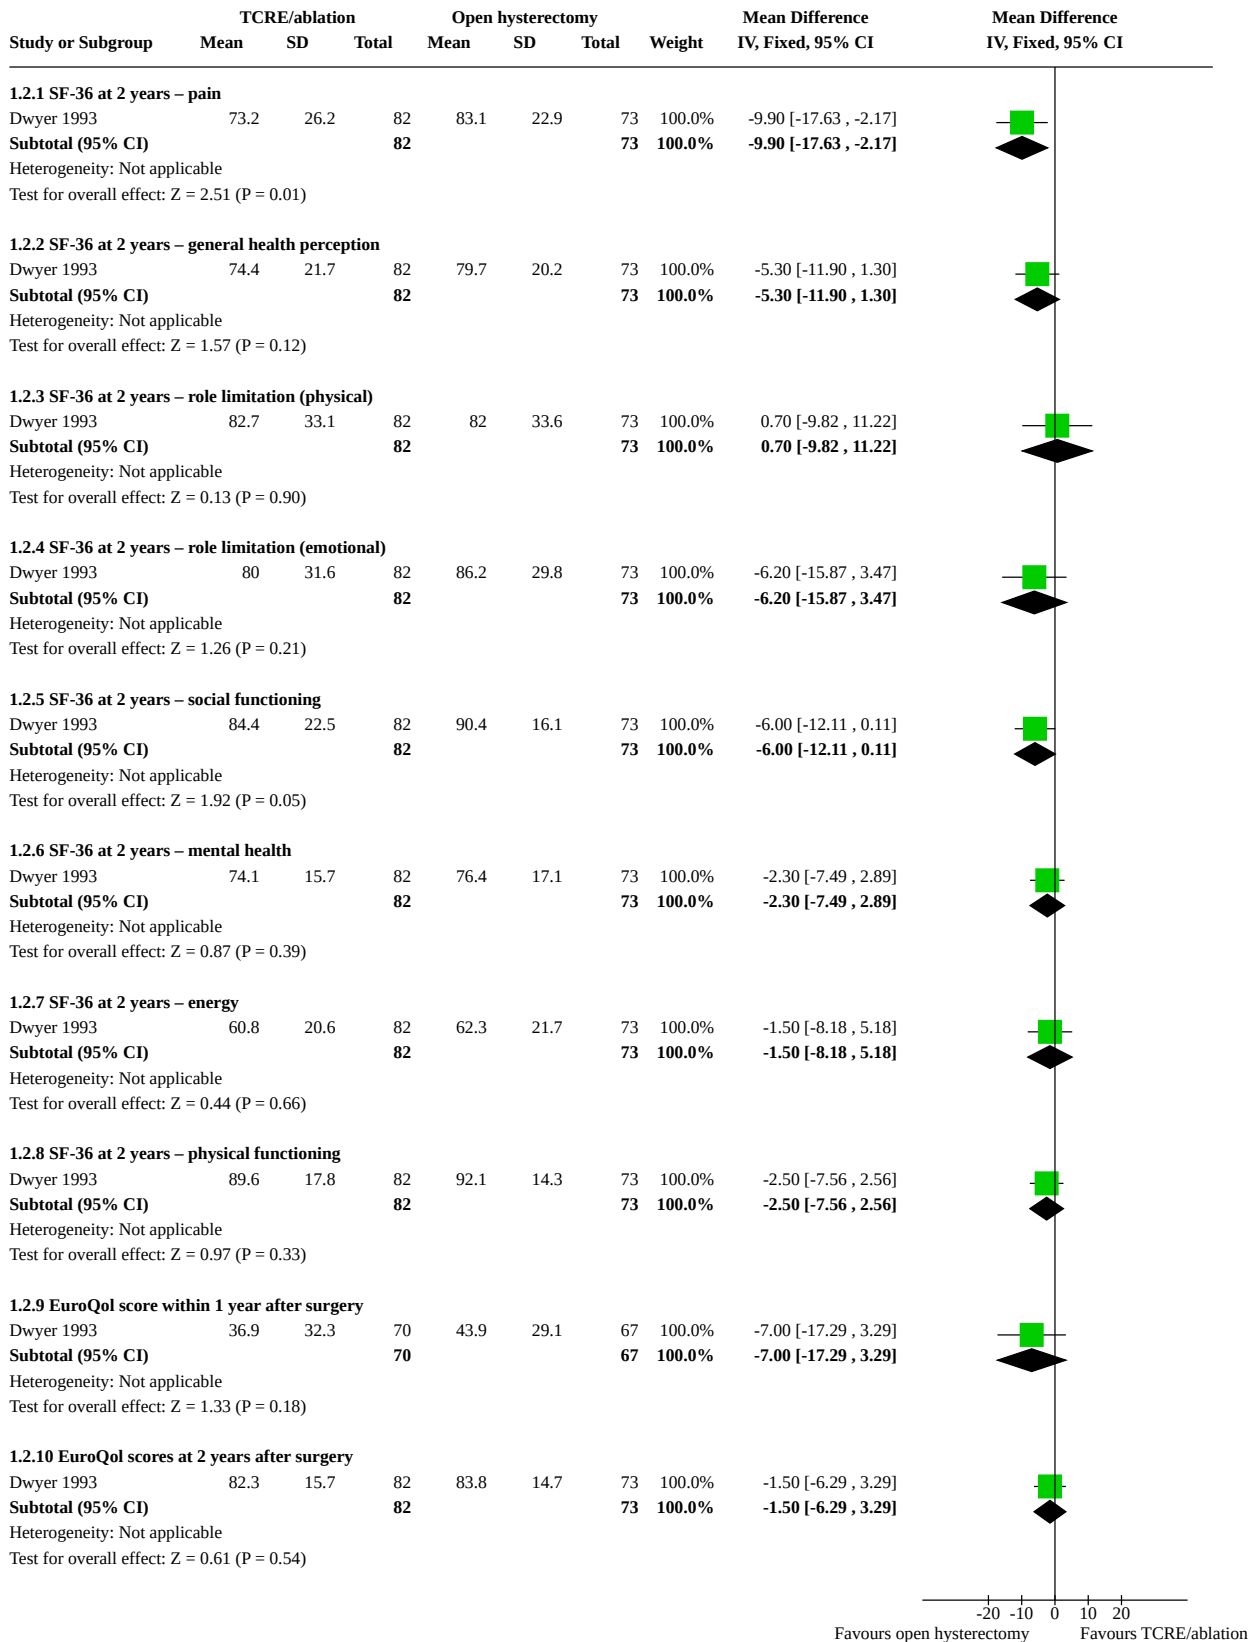 TCRE/ablation Open hysterectomy Mean Difference Mean Difference
Study or Subgroup Mean SD Total Mean SD Total Weight IV, Fixed, 95% CI IV, Fixed, 95% CI
1.2.1 SF-36 at 2 years – pain
Dwyer 1993 73.2 26.2 82 83.1 22.9 73 100.0% -9.90 [-17.63 , -2.17]
Subtotal (95% CI) 82 73 100.0% -9.90 [-17.63 , -2.17]
Heterogeneity: Not applicable
Test for overall effect: Z = 2.51 (P = 0.01)
1.2.2 SF-36 at 2 years – general health perception
Dwyer 1993 74.4 21.7 82 79.7 20.2 73 100.0% -5.30 [-11.90 , 1.30]
Subtotal (95% CI) 82 73 100.0% -5.30 [-11.90 , 1.30]
Heterogeneity: Not applicable
Test for overall effect: Z = 1.57 (P = 0.12)
1.2.3 SF-36 at 2 years – role limitation (physical)
Dwyer 1993 82.7 33.1 82 82 33.6 73 100.0% 0.70 [-9.82 , 11.22]
Subtotal (95% CI) 82 73 100.0% 0.70 [-9.82 , 11.22]
Heterogeneity: Not applicable
Test for overall effect: Z = 0.13 (P = 0.90)
1.2.4 SF-36 at 2 years – role limitation (emotional)
Dwyer 1993 80 31.6 82 86.2 29.8 73 100.0% -6.20 [-15.87 , 3.47]
Subtotal (95% CI) 82 73 100.0% -6.20 [-15.87 , 3.47]
Heterogeneity: Not applicable
Test for overall effect: Z = 1.26 (P = 0.21)
1.2.5 SF-36 at 2 years – social functioning
Dwyer 1993 84.4 22.5 82 90.4 16.1 73 100.0% -6.00 [-12.11 , 0.11]
Subtotal (95% CI) 82 73 100.0% -6.00 [-12.11 , 0.11]
Heterogeneity: Not applicable
Test for overall effect: Z = 1.92 (P = 0.05)
1.2.6 SF-36 at 2 years – mental health
Dwyer 1993 74.1 15.7 82 76.4 17.1 73 100.0% -2.30 [-7.49 , 2.89]
Subtotal (95% CI) 82 73 100.0% -2.30 [-7.49 , 2.89]
Heterogeneity: Not applicable
Test for overall effect: Z = 0.87 (P = 0.39)
1.2.7 SF-36 at 2 years – energy
Dwyer 1993 60.8 20.6 82 62.3 21.7 73 100.0% -1.50 [-8.18 , 5.18]
Subtotal (95% CI) 82 73 100.0% -1.50 [-8.18 , 5.18]
Heterogeneity: Not applicable
Test for overall effect: Z = 0.44 (P = 0.66)
1.2.8 SF-36 at 2 years – physical functioning
Dwyer 1993 89.6 17.8 82 92.1 14.3 73 100.0% -2.50 [-7.56 , 2.56]
Subtotal (95% CI) 82 73 100.0% -2.50 [-7.56 , 2.56]
Heterogeneity: Not applicable
Test for overall effect: Z = 0.97 (P = 0.33)
1.2.9 EuroQol score within 1 year after surgery
Dwyer 1993 36.9 32.3 70 43.9 29.1 67 100.0% -7.00 [-17.29 , 3.29]
Subtotal (95% CI) 70 67 100.0% -7.00 [-17.29 , 3.29]
Heterogeneity: Not applicable
Test for overall effect: Z = 1.33 (P = 0.18)
1.2.10 EuroQol scores at 2 years after surgery
Dwyer 1993 82.3 15.7 82 83.8 14.7 73 100.0% -1.50 [-6.29 , 3.29]
Subtotal (95% CI) 82 73 100.0% -1.50 [-6.29 , 3.29]
Heterogeneity: Not applicable
Test for overall effect: Z = 0.61 (P = 0.54)
-20 -10 0 10 20
Favours open hysterectomy Favours TCRE/ablation